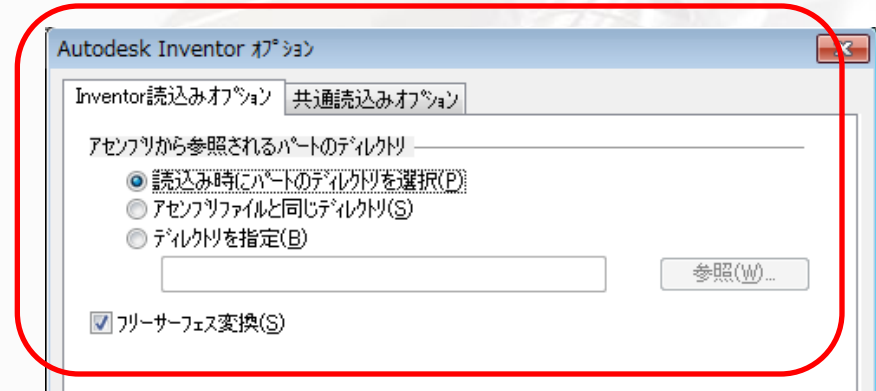 Autodesk Inventor ｵﾌﾟｼｮﾝ
Inventor読込みｵﾌﾟｼｮﾝ 共通読込みｵﾌﾟｼｮﾝ
ｱｾﾝﾌﾞﾘから参照されるﾊﾟｰﾄのﾃﾞｨﾚｸﾄﾘ
読込み時にﾊﾟｰﾄのﾃﾞｨﾚｸﾄﾘを選択(P)
ｱｾﾝﾌﾞﾘﾌｧｲﾙと同じﾃﾞｨﾚｸﾄﾘ(S)
ﾃﾞｨﾚｸﾄﾘを指定(B)
参照(W)...
ﾌﾘｰｻｰﾌｪｽ変換(S)